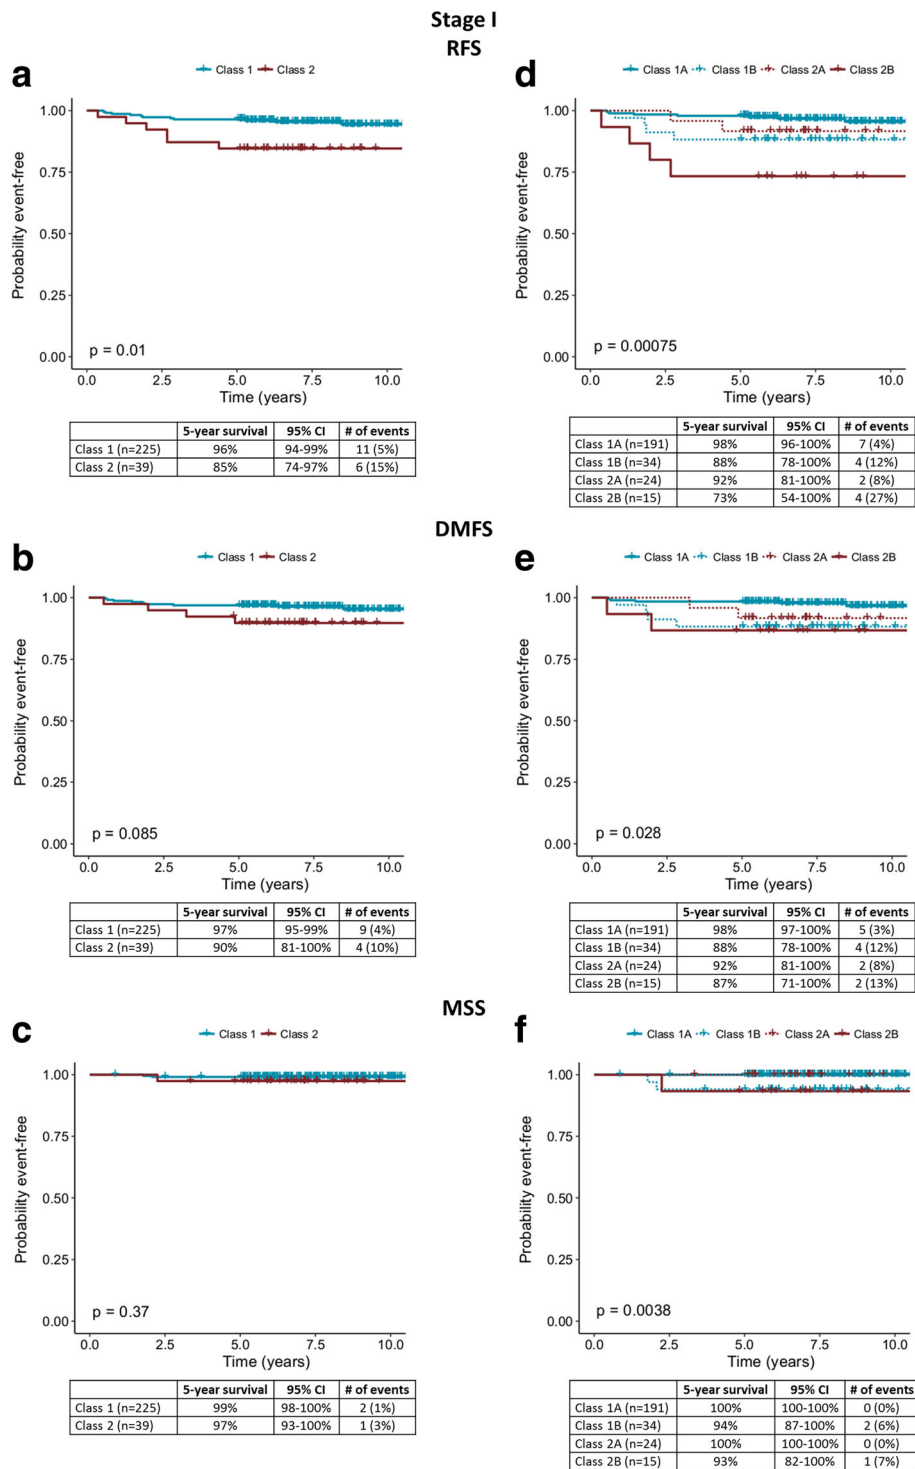 Stage I
RFS
a
Class 1 Class 2
Probability event-free
1.00
0.75
0.50
0.25
0.00
p = 0.01
0.0 2.5 5.0 7.5 10.0
Time (years)
5-year survival 95% CI # of events
Class 1 (n=225) 96% 94-99% 11 (5%)
Class 2 (n=39) 85% 74-97% 6 (15%)
d
Class 1A Class 1B Class 2A Class 2B
Probability event-free
1.00
0.75
0.50
0.25
0.00
p = 0.00075
0.0 2.5 5.0 7.5 10.0
Time (years)
5-year survival 95% CI # of events
Class 1A (n=191) 98% 96-100% 7 (4%)
Class 1B (n=34) 88% 78-100% 4 (12%)
Class 2A (n=24) 92% 81-100% 2 (8%)
Class 2B (n=15) 73% 54-100% 4 (27%)
DMFS
b
Class 1 Class 2
Probability event-free
1.00
0.75
0.50
0.25
0.00
p = 0.085
0.0 2.5 5.0 7.5 10.0
Time (years)
5-year survival 95% CI # of events
Class 1 (n=225) 97% 95-99% 9 (4%)
Class 2 (n=39) 90% 81-100% 4 (10%)
e
Class 1A Class 1B Class 2A Class 2B
Probability event-free
1.00
0.75
0.50
0.25
0.00
p = 0.028
0.0 2.5 5.0 7.5 10.0
Time (years)
5-year survival 95% CI # of events
Class 1A (n=191) 98% 97-100% 5 (3%)
Class 1B (n=34) 88% 78-100% 4 (12%)
Class 2A (n=24) 92% 81-100% 2 (8%)
Class 2B (n=15) 87% 71-100% 2 (13%)
MSS
c
Class 1 Class 2
Probability event-free
1.00
0.75
0.50
0.25
0.00
p = 0.37
0.0 2.5 5.0 7.5 10.0
Time (years)
5-year survival 95% CI # of events
Class 1 (n=225) 99% 98-100% 2 (1%)
Class 2 (n=39) 97% 93-100% 1 (3%)
f
Class 1A Class 1B Class 2A Class 2B
Probability event-free
1.00
0.75
0.50
0.25
0.00
p = 0.0038
0.0 2.5 5.0 7.5 10.0
Time (years)
5-year survival 95% CI # of events
Class 1A (n=191) 100% 100-100% 0 (0%)
Class 1B (n=34) 94% 87-100% 2 (6%)
Class 2A (n=24) 100% 100-100% 0 (0%)
Class 2B (n=15) 93% 82-100% 1 (7%)